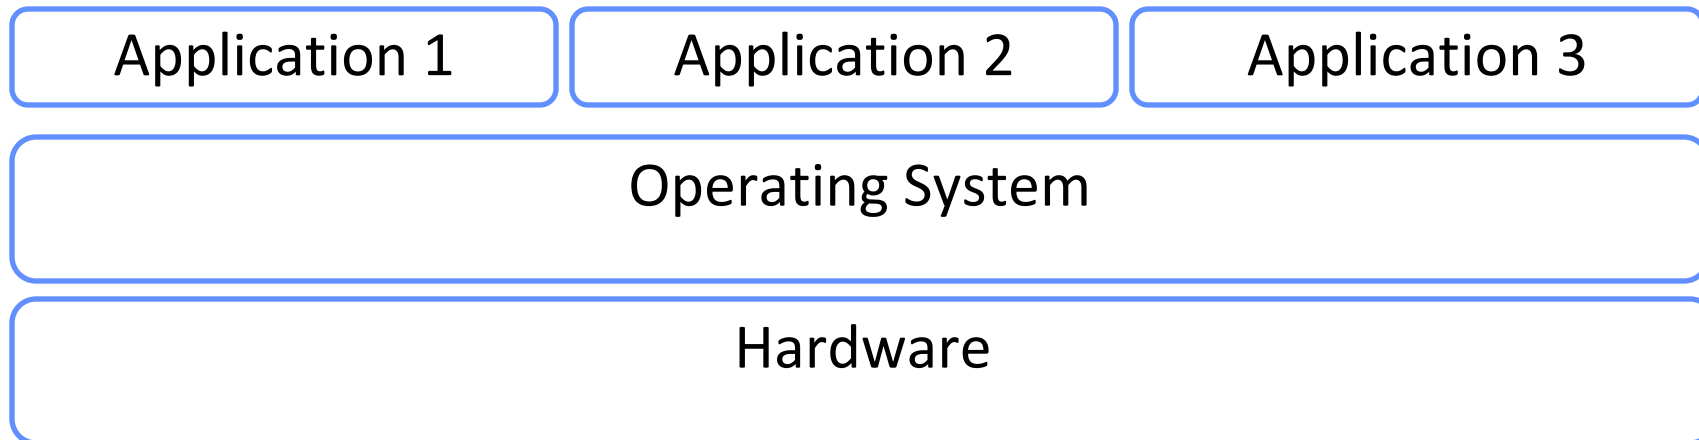 Application 1
Application 2
Application 3
Operating System
Hardware